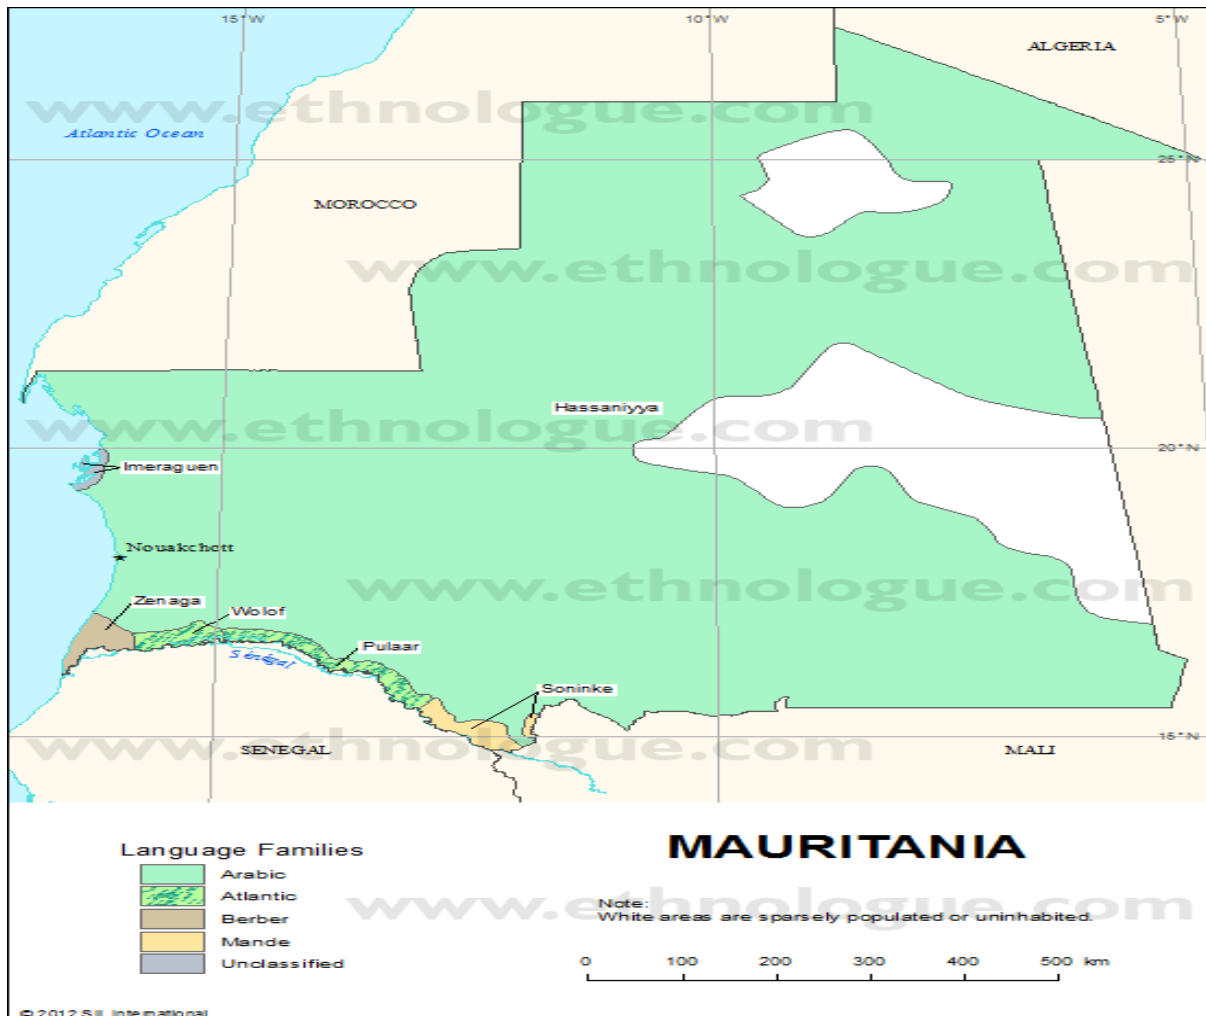 15°W
10°W
5°W
ALGERIA
www.ethnologue.com
Atlantic Ocean
25°N
MOROCCO
www.ethnologue.com
Hassaniyya
www.ethnologue.com
20°N
Imeraguen
Nouakchott
www.ethnologue.com
Zenaga
Wolof
Pulaar
Sénégal
Soninke
www.ethnologue.com
15°N
SENEGAL
MALI
MAURITANIA
Language Families
Arabic
Atlantic
Berber
Mande
Unclassified
www.ethnologue.com
Note:
White areas are sparsely populated or uninhabited.
0 100 200 300 400 500 km
© 2012 SIL International